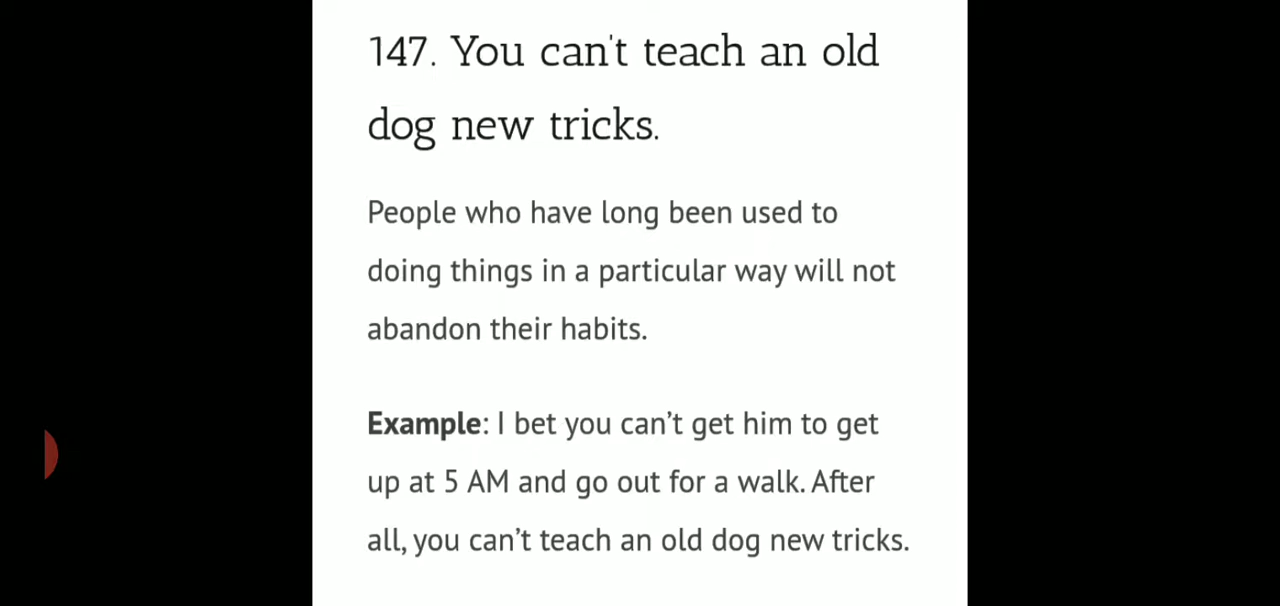 147. You can't teach an old
dog new tricks.
People who have long been used to
doing things in a particular way will not
abandon their habits.
Example: I bet you can’t get him to get
up at 5 AM and go out for a walk. After
all, you can’t teach an old dog new tricks.